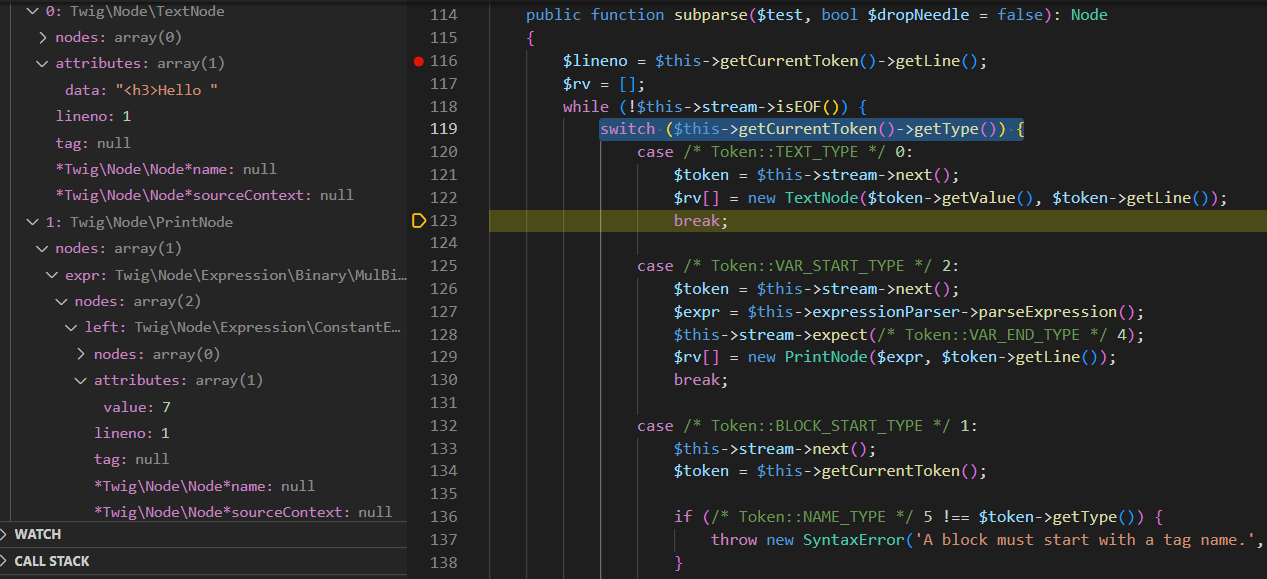 0: Twig\Node\TextNode
nodes: array(0)
attributes: array(1)
data: "<h3>Hello "
lineno: 1
tag: null
*Twig\Node\Node*name: null
*Twig\Node\Node*sourceContext: null
1: Twig\Node\PrintNode
nodes: array(1)
expr: Twig\Node\Expression\Binary\MulBi…
nodes: array(2)
left: Twig\Node\Expression\ConstantE…
nodes: array(0)
attributes: array(1)
value: 7
lineno: 1
tag: null
*Twig\Node\Node*name: null
*Twig\Node\Node*sourceContext: null
WATCH
CALL STACK
114 public function subparse($test, bool $dropNeedle = false): Node
115 {
116 $lineno = $this->getCurrentToken()->getLine();
117 $rv = [];
118 while (!$this->stream->isEOF()) {
119 switch ($this->getCurrentToken()->getType()) {
120 case /* Token::TEXT_TYPE */ 0:
121 $token = $this->stream->next();
122 $rv[] = new TextNode($token->getValue(), $token->getLine());
123 break;
124
125 case /* Token::VAR_START_TYPE */ 2:
126 $token = $this->stream->next();
127 $expr = $this->expressionParser->parseExpression();
128 $this->stream->expect(/* Token::VAR_END_TYPE */ 4);
129 $rv[] = new PrintNode($expr, $token->getLine());
130 break;
131
132 case /* Token::BLOCK_START_TYPE */ 1:
133 $this->stream->next();
134 $token = $this->getCurrentToken();
135
136 if (/* Token::NAME_TYPE */ 5 !== $token->getType()) {
137 throw new SyntaxError('A block must start with a tag name.',
138 }